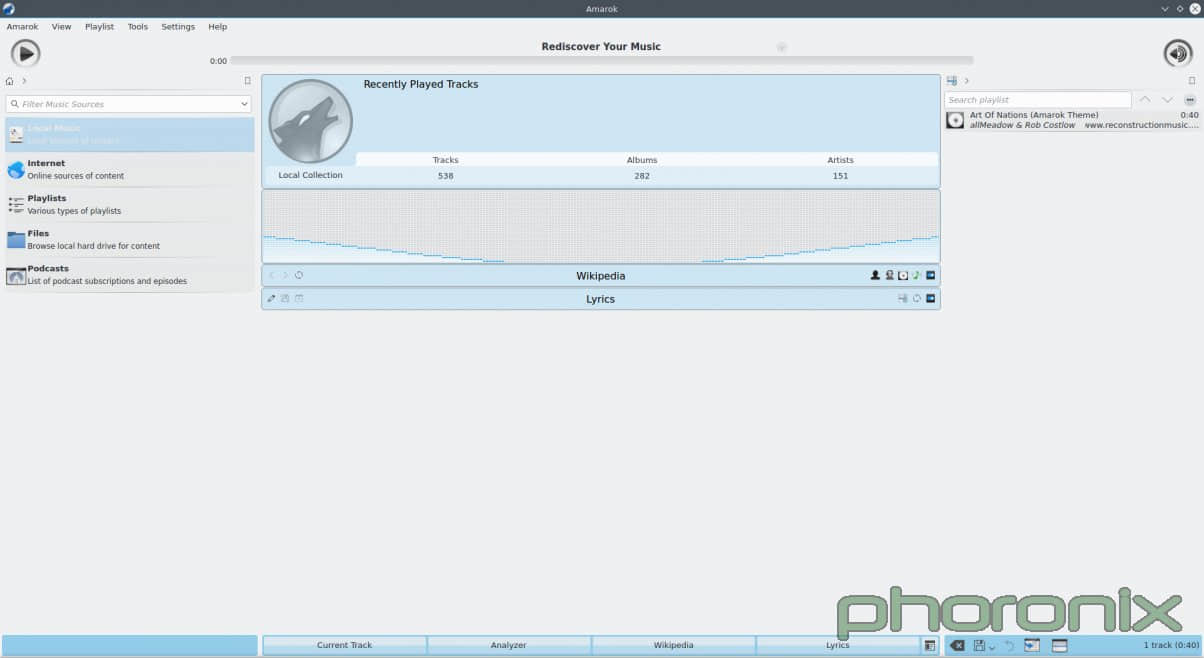 Amarok
Amarok View Playlist Tools Settings Help
Rediscover Your Music
0:00
Filter Music Sources
Local Music
Local sources of content
Internet
Online sources of content
Playlists
Various types of playlists
Files
Browse local hard drive for content
Podcasts
List of podcast subscriptions and episodes
Recently Played Tracks
Tracks Albums Artists
Local Collection 538 282 151
Wikipedia
Lyrics
Search playlist
Art Of Nations (Amarok Theme) 0:40
allMeadow & Rob Costlow www.reconstructionmusic....
phoronix
Current Track Analyzer Wikipedia Lyrics
1 track (0:40)